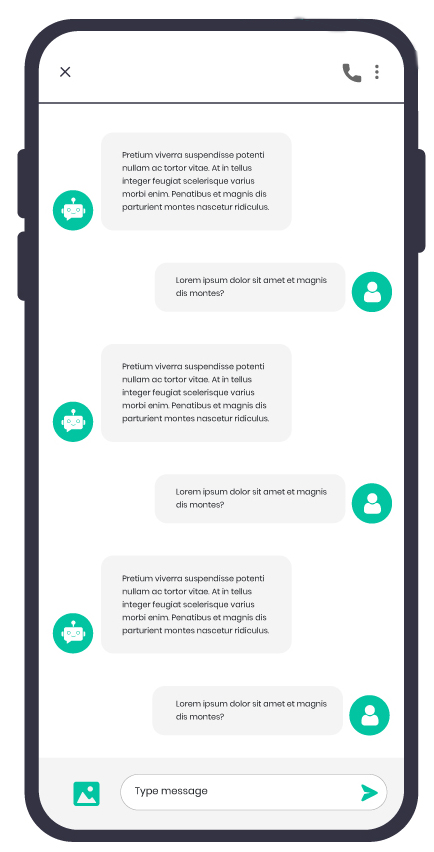 Pretium viverra suspendisse potenti
nullam ac tortor vitae. At in tellus
integer feugiat scelerisque varius
morbi enim. Penatibus et magnis dis
parturient montes nascetur ridiculus.
Lorem ipsum dolor sit amet et magnis
dis montes?
Pretium viverra suspendisse potenti
nullam ac tortor vitae. At in tellus
integer feugiat scelerisque varius
morbi enim. Penatibus et magnis dis
parturient montes nascetur ridiculus.
Lorem ipsum dolor sit amet et magnis
dis montes?
Pretium viverra suspendisse potenti
nullam ac tortor vitae. At in tellus
integer feugiat scelerisque varius
morbi enim. Penatibus et magnis dis
parturient montes nascetur ridiculus.
Lorem ipsum dolor sit amet et magnis
dis montes?
Type message